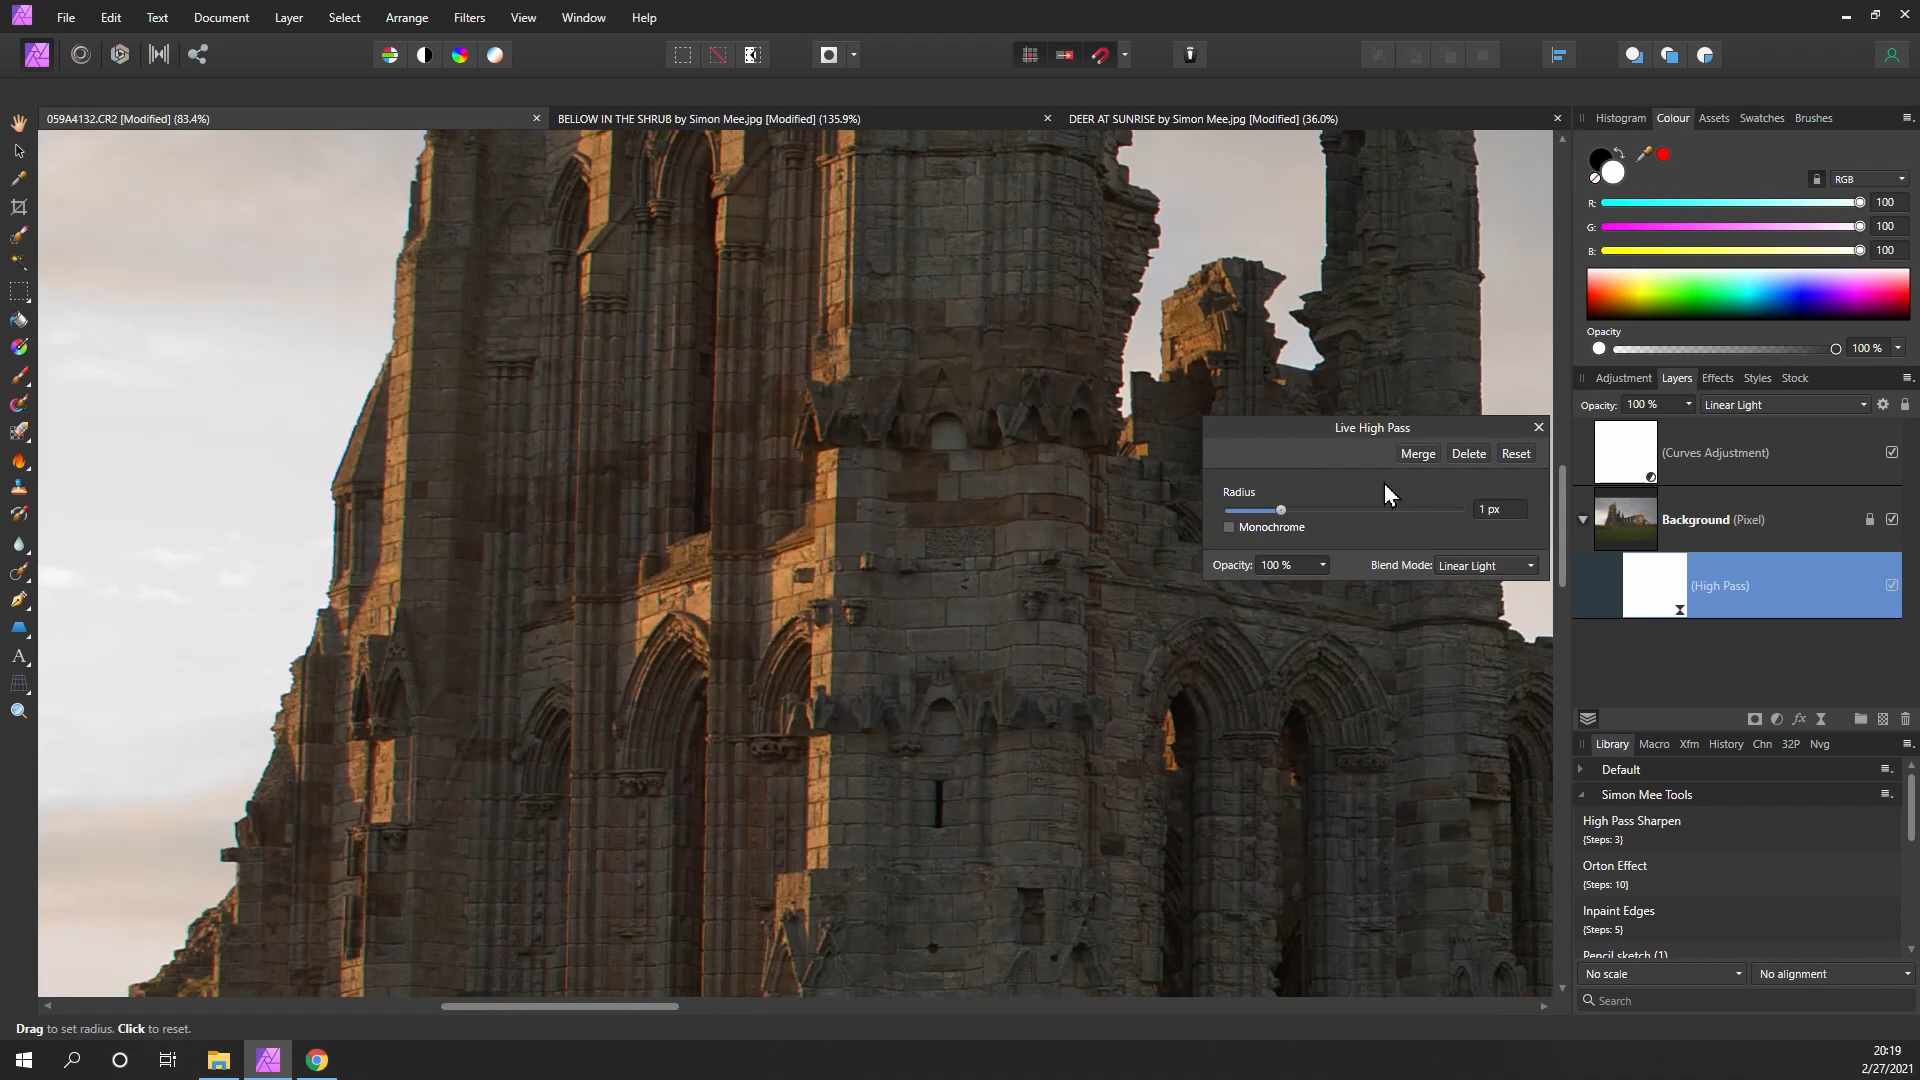 File Edit Text Document Layer Select Arrange Filters View Window Help
059A4132.CR2 [Modified] (83.4%)
BELLOW IN THE SHRUB by Simon Mee.jpg [Modified] (135.9%)
DEER AT SUNRISE by Simon Mee.jpg [Modified] (36.0%)
Histogram Colour Assets Swatches Brushes
RGB
R: 100
G: 100
B: 100
Opacity
100 %
Adjustment Layers Effects Styles Stock
Opacity: 100 % Linear Light
(Curves Adjustment)
Background (Pixel)
(High Pass)
Live High Pass
Merge Delete Reset
Radius
1 px
Monochrome
Opacity: 100 % Blend Mode: Linear Light
Library Macro Xfm History Chn 32P Nvg
Default
Simon Mee Tools
High Pass Sharpen
{Steps: 3}
Orton Effect
{Steps: 10}
Inpaint Edges
{Steps: 5}
Pencil sketch (1)
No scale No alignment
Search
Drag to set radius. Click to reset.
20:19
2/27/2021